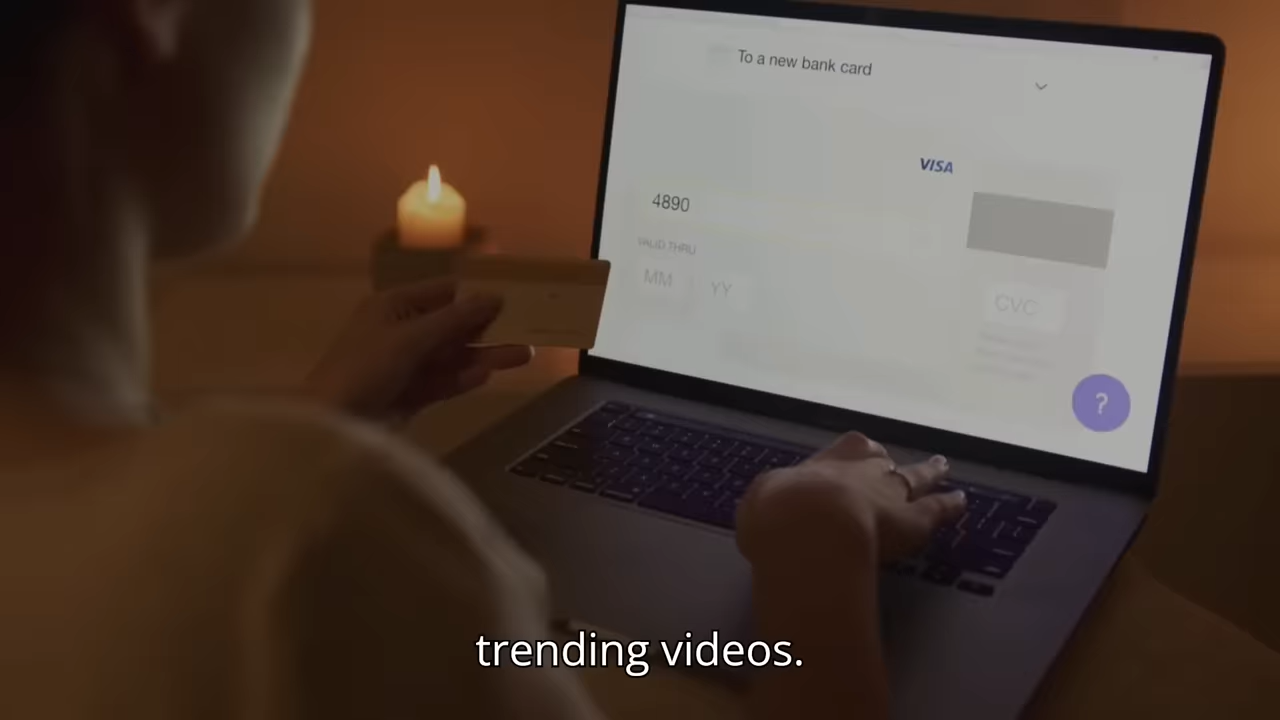 To a new bank card
VISA
4890
VALID THRU
MM
YY
CVC
?
trending videos.